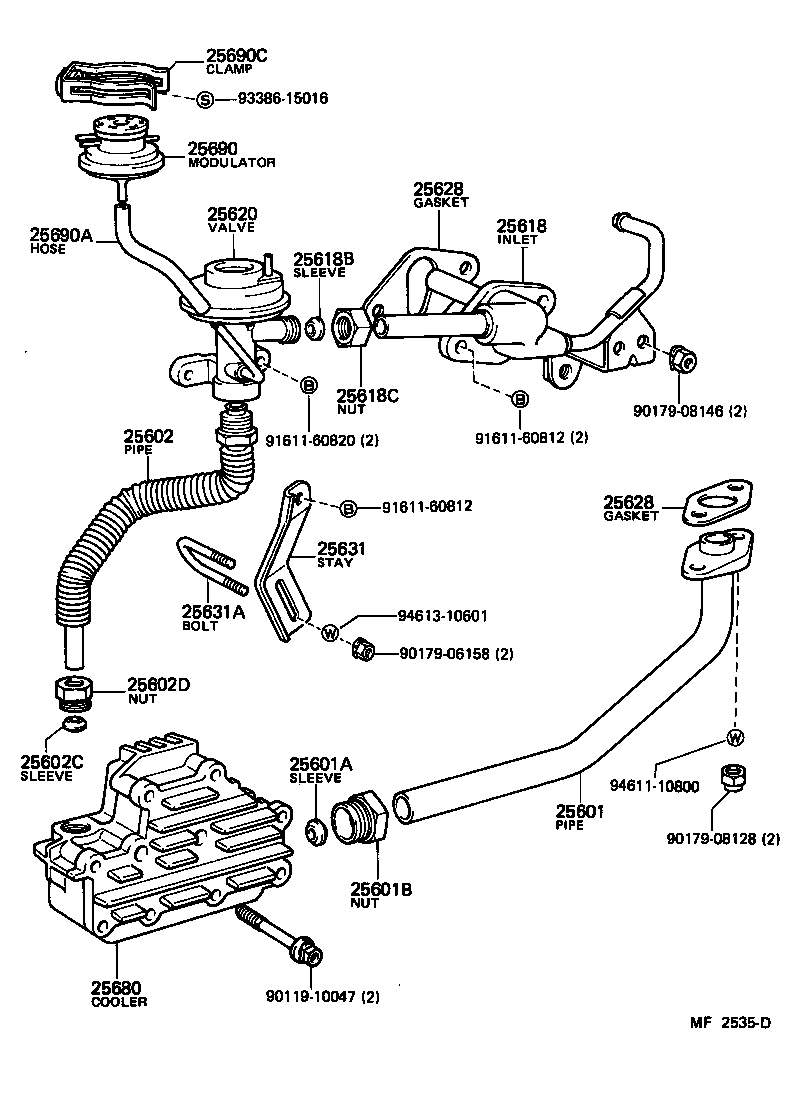 25690C
CLAMP
S 93386-15016
25690
MODULATOR
25620
VALVE
25690A
HOSE
25618B
SLEEVE
25628
GASKET
25618
INLET
25618C
NUT
90179-08146 (2)
B
B
91611-60820 (2)
91611-60812 (2)
25602
PIPE
B 91611-60812
25628
GASKET
25631
STAY
25631A
BOLT
94613-10601
W
90179-06158 (2)
25602D
NUT
25602C
SLEEVE
25601A
SLEEVE
W
94611-10800
25601
PIPE
90179-08128 (2)
25601B
NUT
25680
COOLER
90119-10047 (2)
MF 2535-D